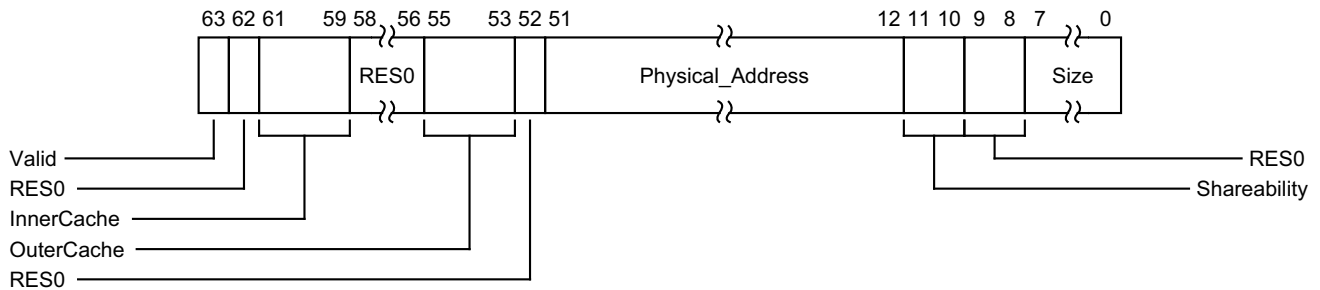 63 62 61 59 58 56 55 53 52 51 12 11 10 9 8 7 0
RES0 Physical_Address Size
Valid RES0
RES0 Shareability
InnerCache
OuterCache
RES0